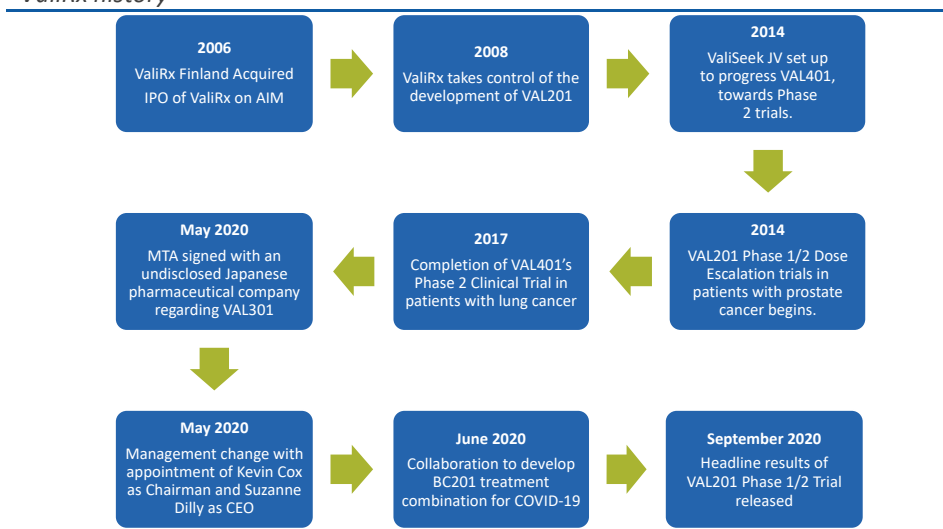 ValiRx history
2006
ValiRx Finland Acquired
IPO of ValiRx on AIM
2008
ValiRx takes control of the
development of VAL201
2014
ValiSeek JV set up
to progress VAL401,
towards Phase
2 trials.
2014
VAL201 Phase 1/2 Dose
Escalation trials in
patients with prostate
cancer begins.
2017
Completion of VAL401's
Phase 2 Clinical Trial in
patients with lung cancer
May 2020
MTA signed with an
undisclosed Japanese
pharmaceutical company
regarding VAL301
May 2020
Management change with
appointment of Kevin Cox
as Chairman and Suzanne
Dilly as CEO
June 2020
Collaboration to develop
BC201 treatment
combination for COVID-19
September 2020
Headline results of
VAL201 Phase 1/2 Trial
released